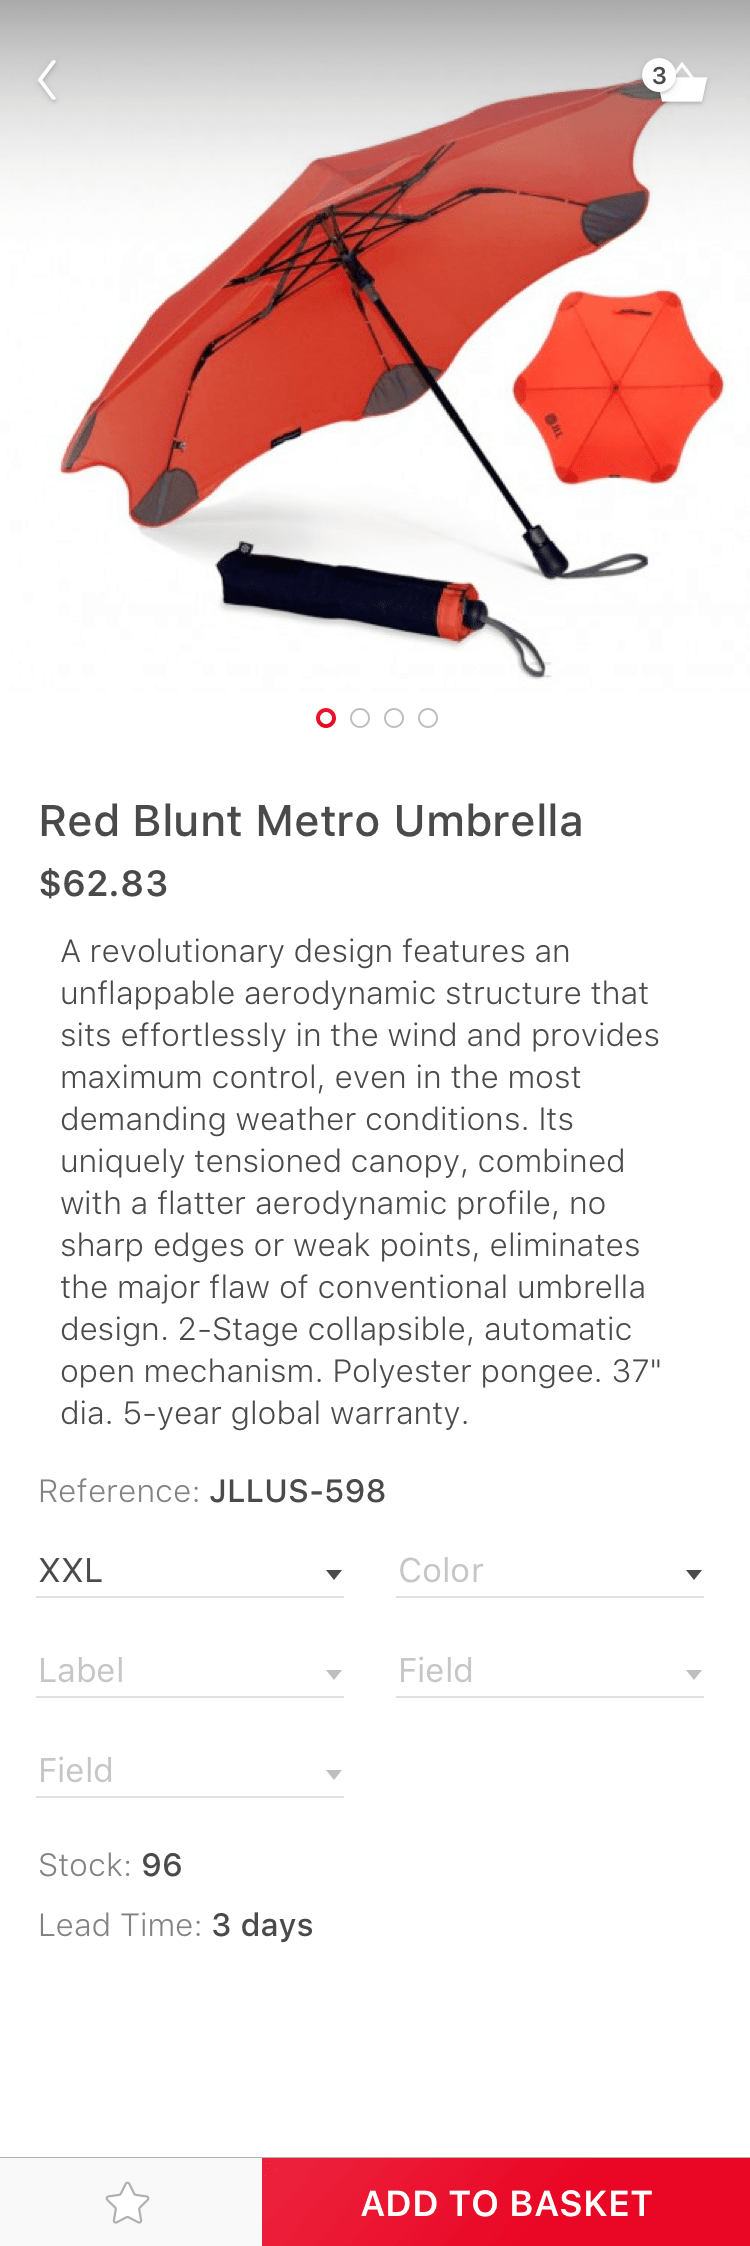 3
Red Blunt Metro Umbrella
$62.83
A revolutionary design features an
unflappable aerodynamic structure that
sits effortlessly in the wind and provides
maximum control, even in the most
demanding weather conditions. Its
uniquely tensioned canopy, combined
with a flatter aerodynamic profile, no
sharp edges or weak points, eliminates
the major flaw of conventional umbrella
design. 2-Stage collapsible, automatic
open mechanism. Polyester pongee. 37"
dia. 5-year global warranty.
Reference: JLLUS-598
XXL
Color
Label
Field
Field
Stock: 96
Lead Time: 3 days
ADD TO BASKET